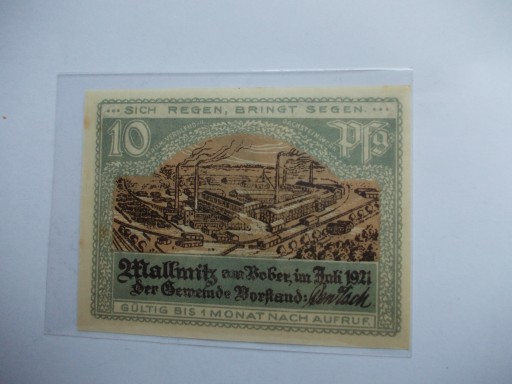 ... SICH REGEN, BRINGT SEGEN. ...
10 Pfg
Mallmitz am Bober, im Juli 1921
Der Gemeinde Vorstand:
GÜLTIG BIS 1 MONAT NACH AUFRUF.